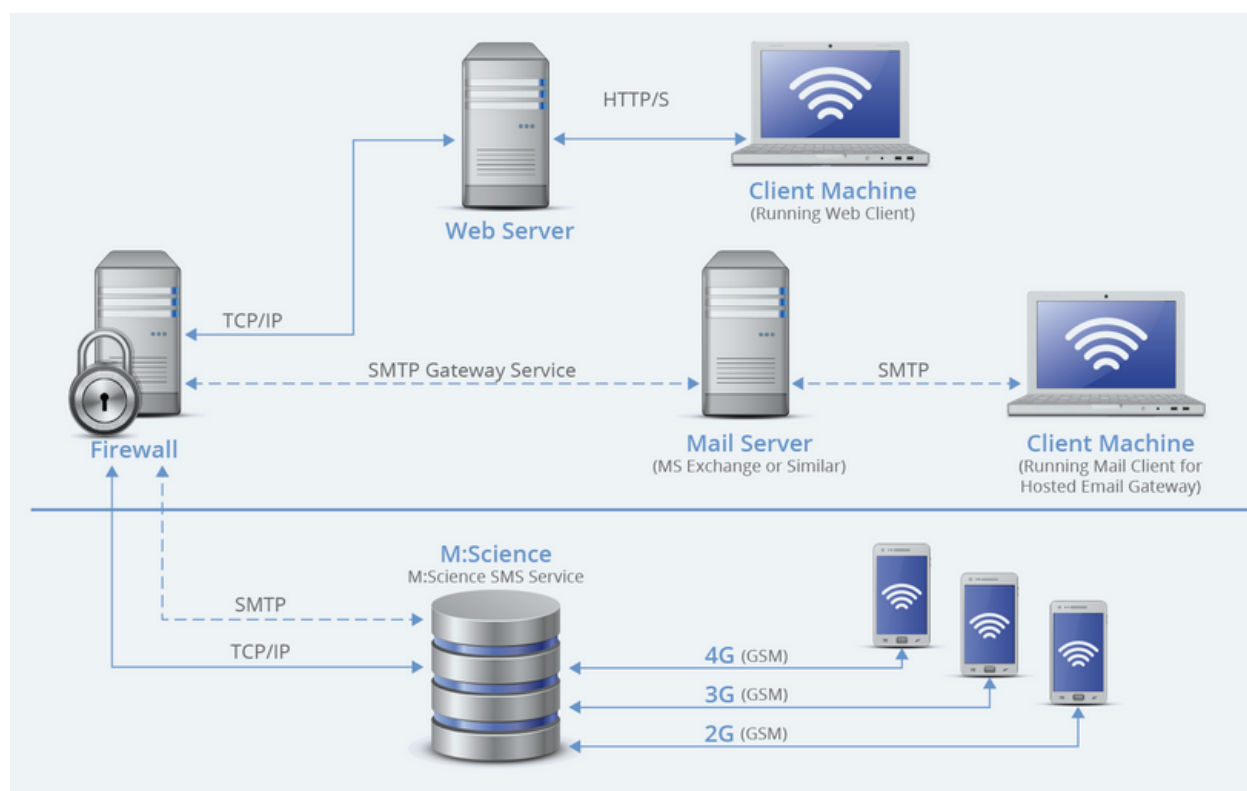 HTTP/S
Client Machine
(Running Web Client)
Web Server
TCP/IP
SMTP Gateway Service
SMTP
Firewall
Mail Server
(MS Exchange or Similar)
Client Machine
(Running Mail Client for
Hosted Email Gateway)
M:Science
M:Science SMS Service
SMTP
TCP/IP
4G (GSM)
3G (GSM)
2G (GSM)